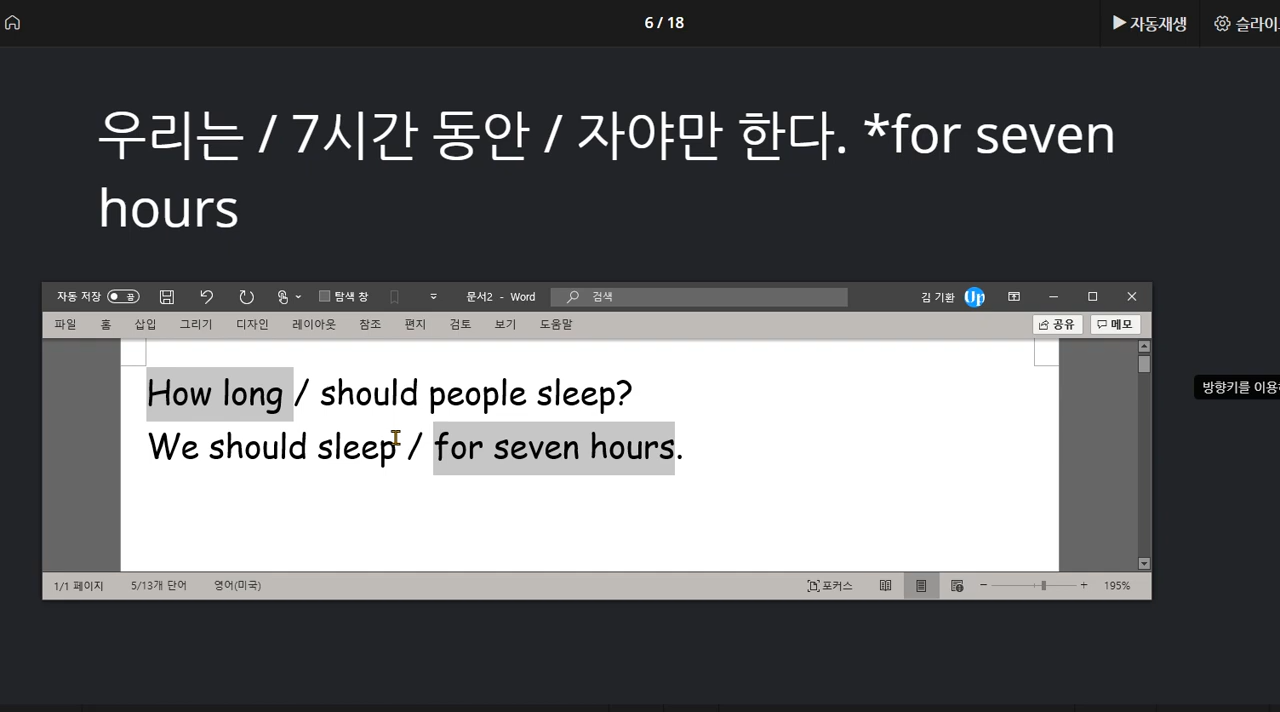 6 / 18
▶ 자동재생
슬라이
우리는 / 7시간 동안 / 자야만 한다. *for seven
hours
자동 저장 끔
탐색 창
문서2 - Word
검색
김 기환
Up
파일 홈 삽입 그리기 디자인 레이아웃 참조 편지 검토 보기 도움말
공유
메모
How long / should people sleep?
방향키를 이용
We should sleep / for seven hours.
1/1 페이지 5/13개 단어 영어(미국)
포커스
195%